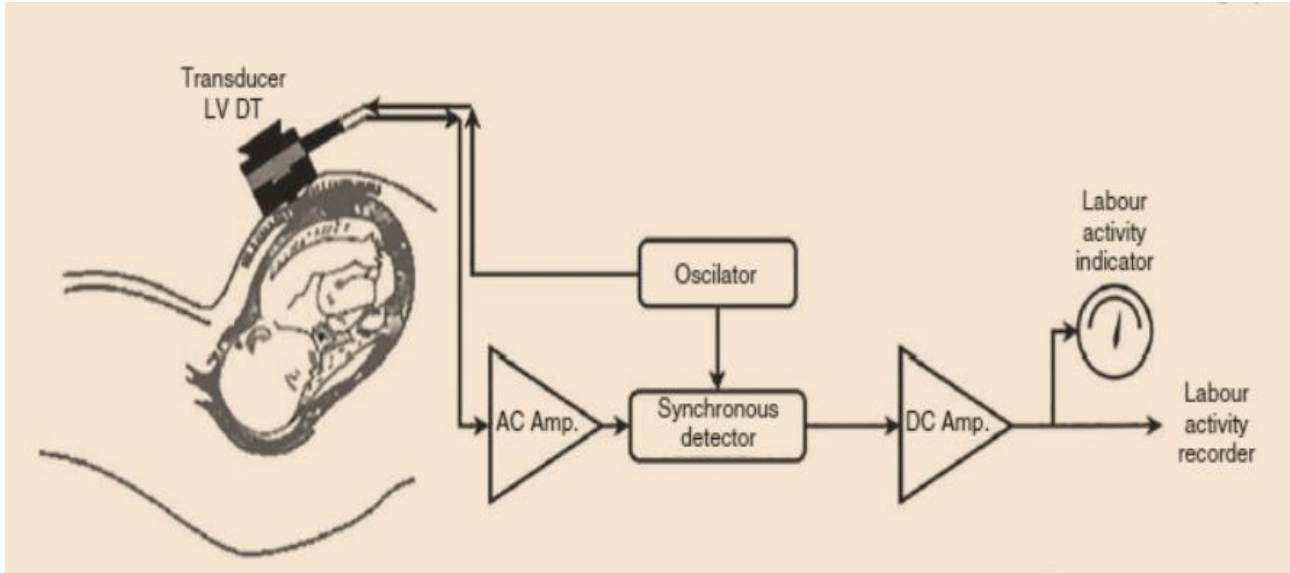 Transducer
LV DT
Oscilator
Labour
activity
indicator
AC Amp.
Synchronous
detector
DC Amp.
Labour
activity
recorder